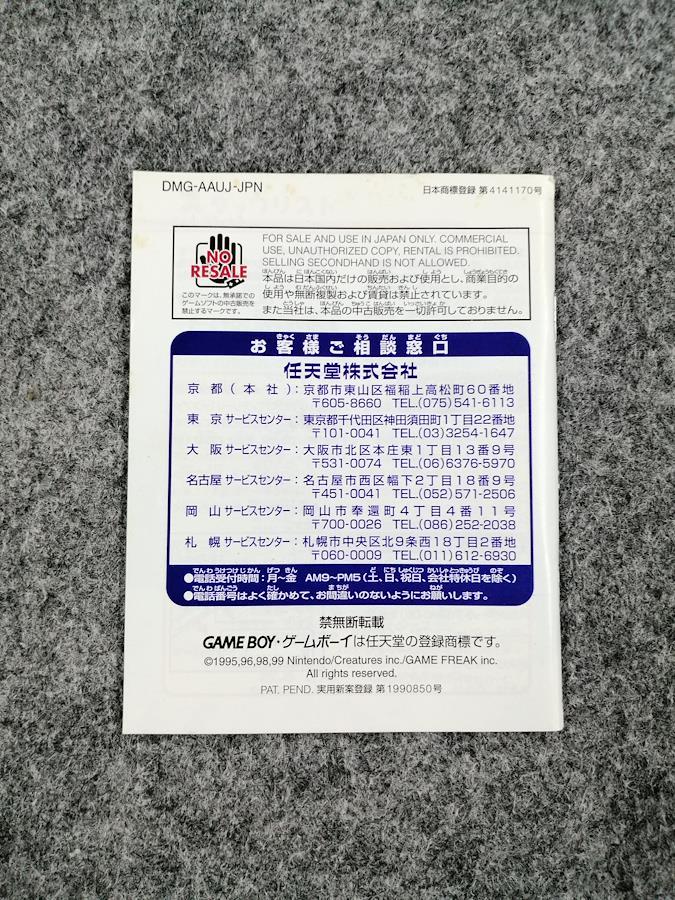 DMG-AAUJ-JPN
日本商標登録 第4141170号
NO
RESALE
このマークは、無承諾での
ゲームソフトの中古販売を
禁止するマークです。
FOR SALE AND USE IN JAPAN ONLY. COMMERCIAL
USE, UNAUTHORIZED COPY, RENTAL IS PROHIBITED.
SELLING SECONDHAND IS NOT ALLOWED.
本品は日本国内だけの販売および使用とし、商業目的の
使用や無断複製および賃貸は禁止されています。
また当社は、本品の中古販売を一切許可しておりません。
お客様ご相談窓口
任天堂株式会社
京都(本社):京都市東山区福稲上高松町60番地
〒605-8660 TEL.(075)541-6113
東京サービスセンター:東京都千代田区神田須田町1丁目22番地
〒101-0041 TEL.(03)3254-1647
大阪サービスセンター:大阪市北区本庄東1丁目13番9号
〒531-0074 TEL.(06)6376-5970
名古屋サービスセンター:名古屋市西区幅下2丁目18番9号
〒451-0041 TEL.(052)571-2506
岡山サービスセンター:岡山市奉還町4丁目4番11号
〒700-0026 TEL.(086)252-2038
札幌サービスセンター:札幌市中央区北9条西18丁目2番地
〒060-0009 TEL.(011)612-6930
●電話受付時間:月~金 AM9~PM5(土、日、祝日、会社特休日を除く)
●電話番号はよく確かめて、お間違いのないようにお願いします。
禁無断転載
GAME BOY・ゲームボーイは任天堂の登録商標です。
©1995,96,98,99 Nintendo/Creatures inc./GAME FREAK inc.
All rights reserved.
PAT. PEND. 実用新案登録 第1990850号